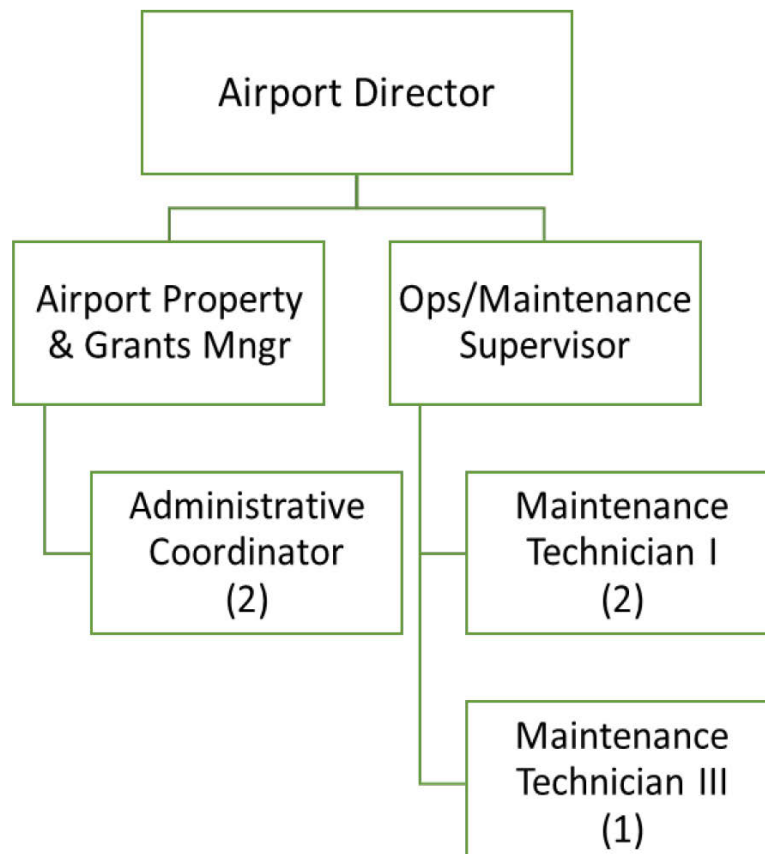 Airport Director
Airport Property
& Grants Mngr
Ops/Maintenance
Supervisor
Administrative
Coordinator
(2)
Maintenance
Technician I
(2)
Maintenance
Technician III
(1)